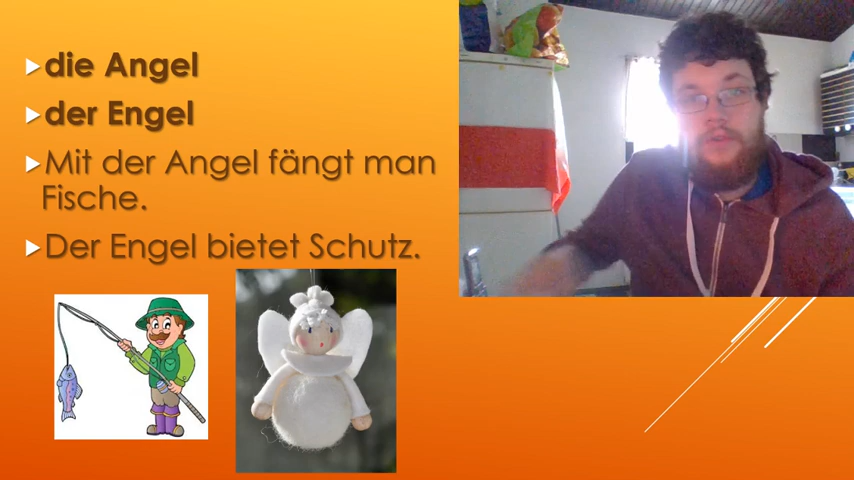 die Angel
der Engel
Mit der Angel fängt man
Fische.
Der Engel bietet Schutz.